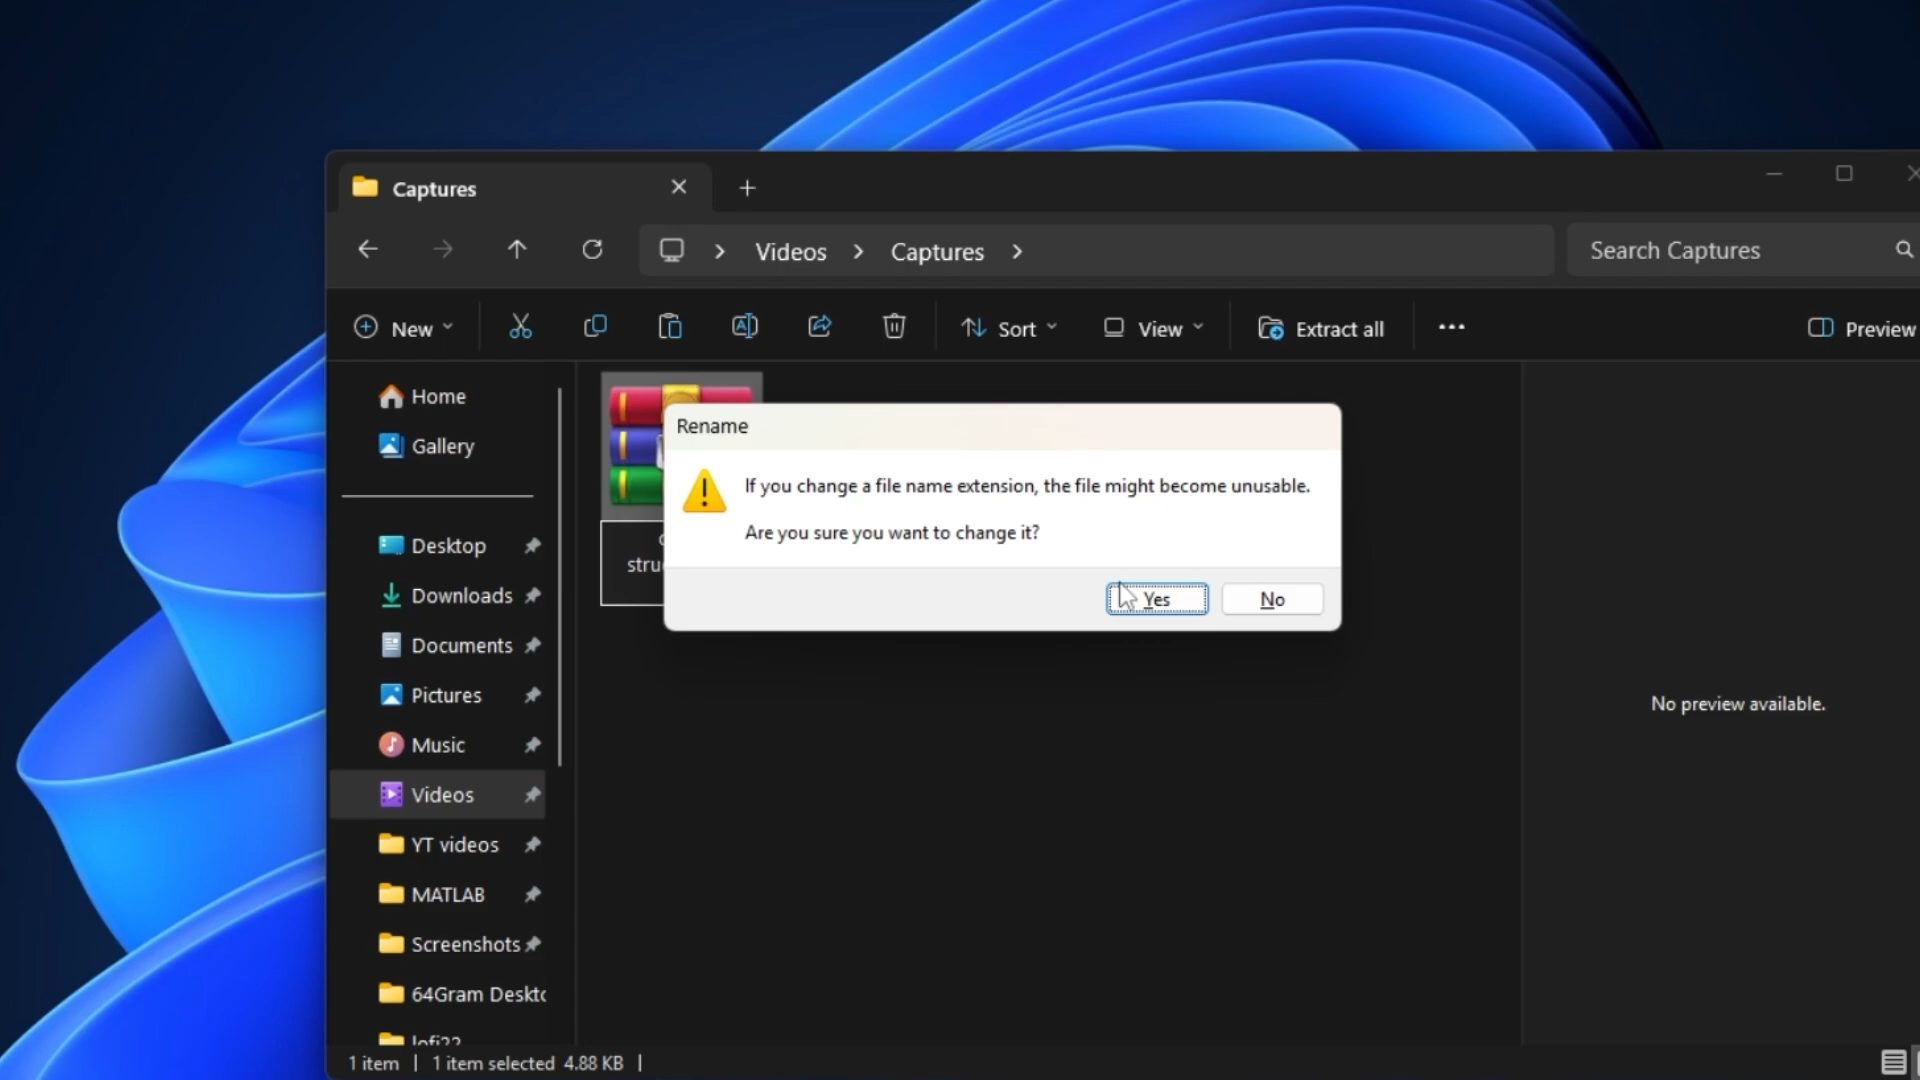 Captures
Videos
Captures
Search Captures
New
Sort
View
Extract all
Preview
Home
Gallery
Desktop
Downloads
Documents
Pictures
Music
Videos
YT videos
MATLAB
Screenshots
64Gram Deskto
Rename
If you change a file name extension, the file might become unusable.
Are you sure you want to change it?
Yes
No
stru
No preview available.
1 item
1 item selected 4.88 KB